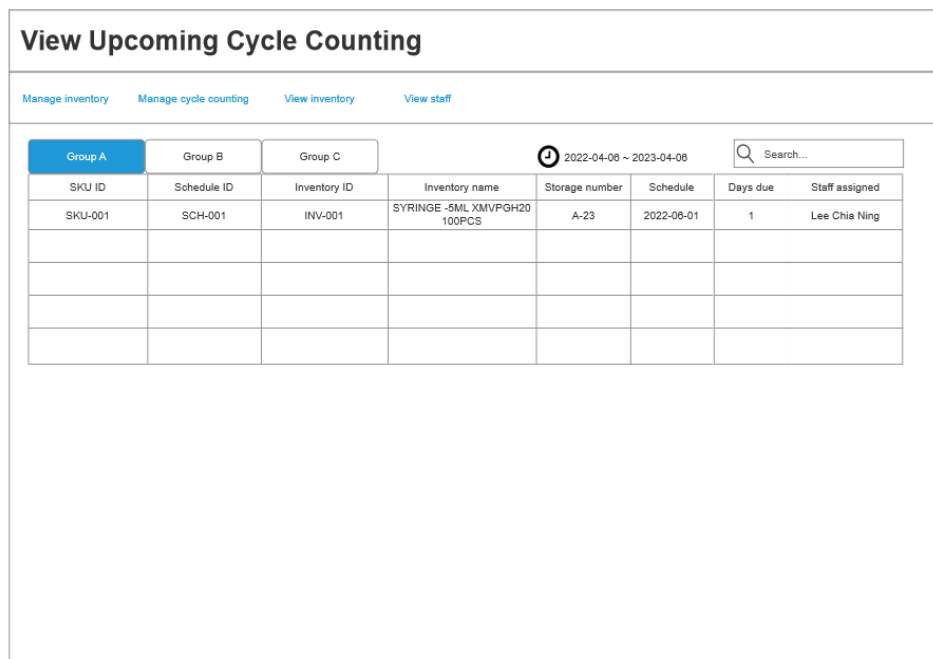 View Upcoming Cycle Counting
Manage inventory Manage cycle counting View inventory View staff
Group A Group B Group C 2022-04-06 ~ 2023-04-06 Search...
SKU ID Schedule ID Inventory ID Inventory name Storage number Schedule Days due Staff assigned
SKU-001 SCH-001 INV-001 SYRINGE -5ML XMVPGH20 A-23 2022-06-01 1 Lee Chia Ning
100PCS